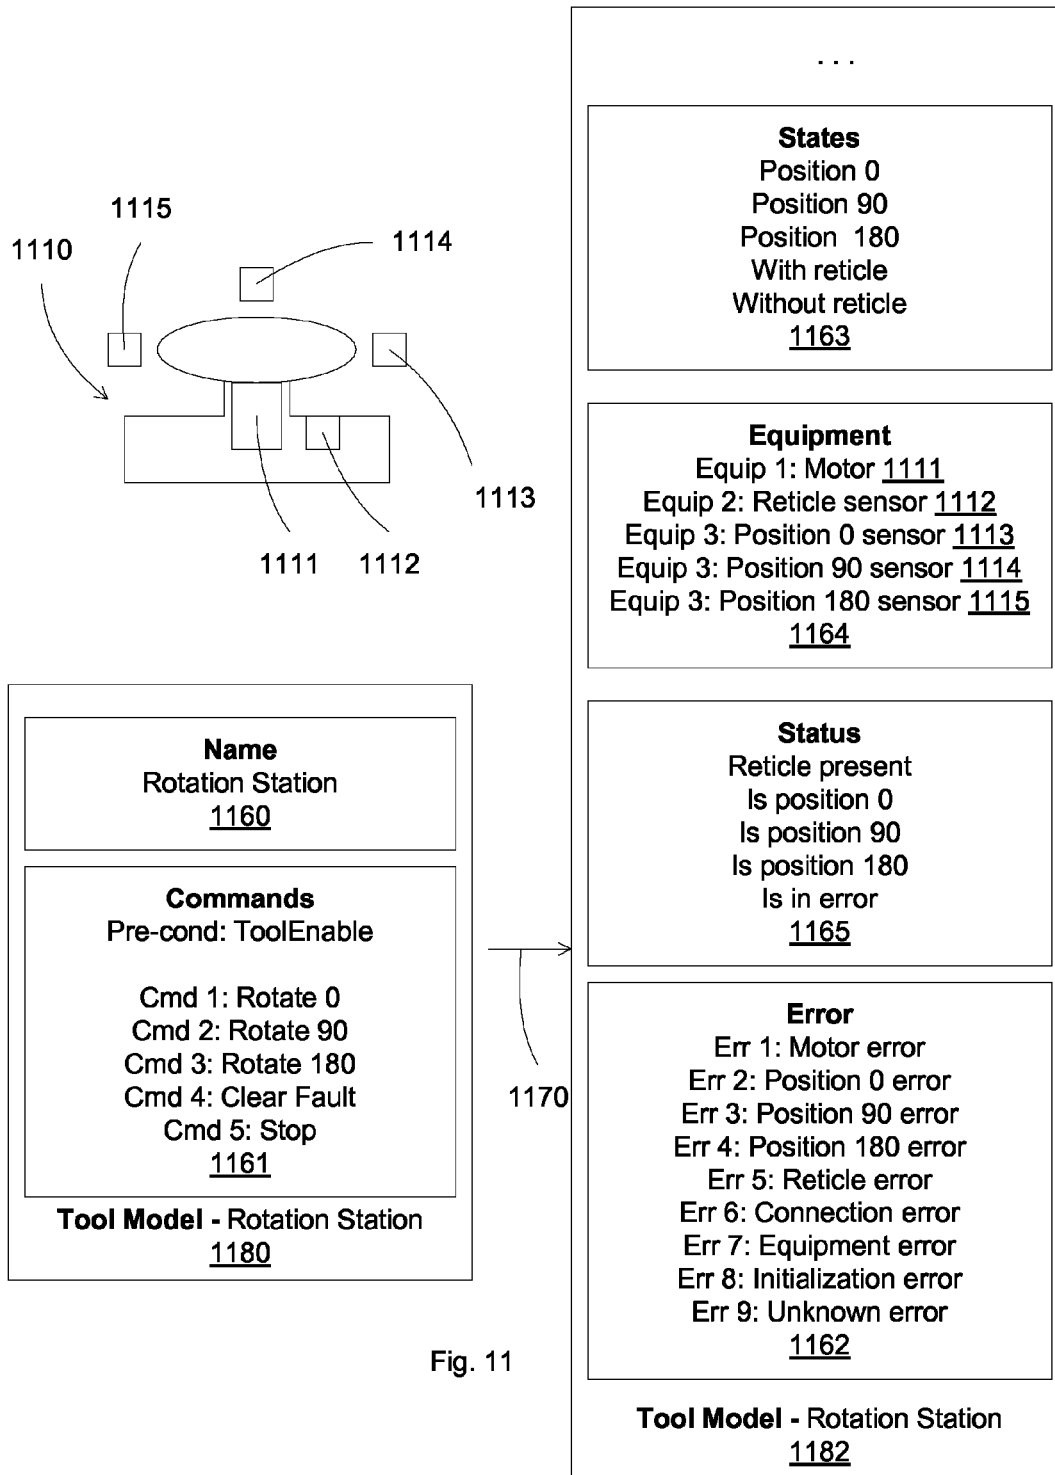 1115
1110
1114
1113
1111
1112
Name
Rotation Station
1160
Commands
Pre-cond: ToolEnable
Cmd 1: Rotate 0
Cmd 2: Rotate 90
Cmd 3: Rotate 180
Cmd 4: Clear Fault
Cmd 5: Stop
1161
Tool Model - Rotation Station
1180
1170
. . .
States
Position 0
Position 90
Position 180
With reticle
Without reticle
1163
Equipment
Equip 1: Motor 1111
Equip 2: Reticle sensor 1112
Equip 3: Position 0 sensor 1113
Equip 3: Position 90 sensor 1114
Equip 3: Position 180 sensor 1115
1164
Status
Reticle present
Is position 0
Is position 90
Is position 180
Is in error
1165
Error
Err 1: Motor error
Err 2: Position 0 error
Err 3: Position 90 error
Err 4: Position 180 error
Err 5: Reticle error
Err 6: Connection error
Err 7: Equipment error
Err 8: Initialization error
Err 9: Unknown error
1162
Tool Model - Rotation Station
1182
Fig. 11